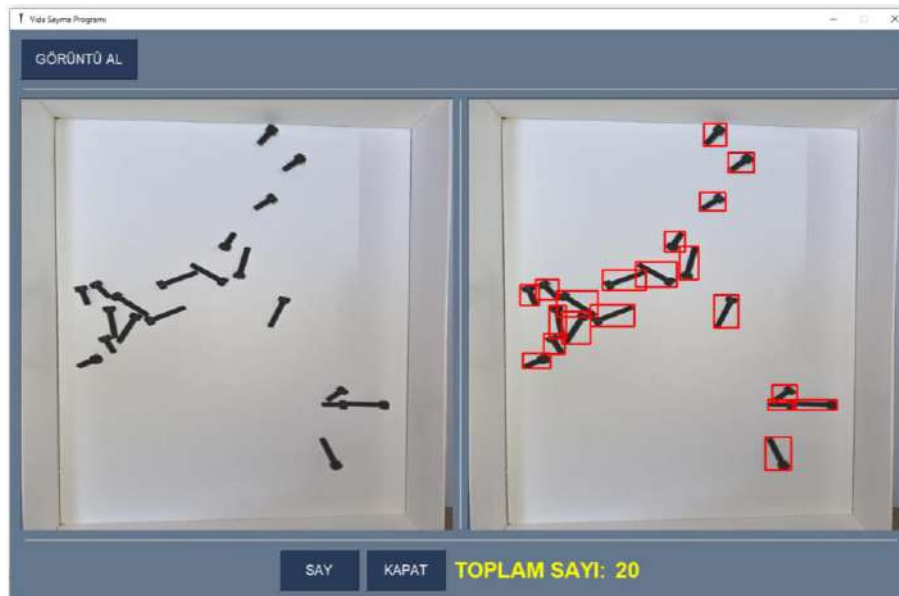 Vida Sayma Programı
GÖRÜNTÜ AL
SAY
KAPAT
TOPLAM SAYI: 20